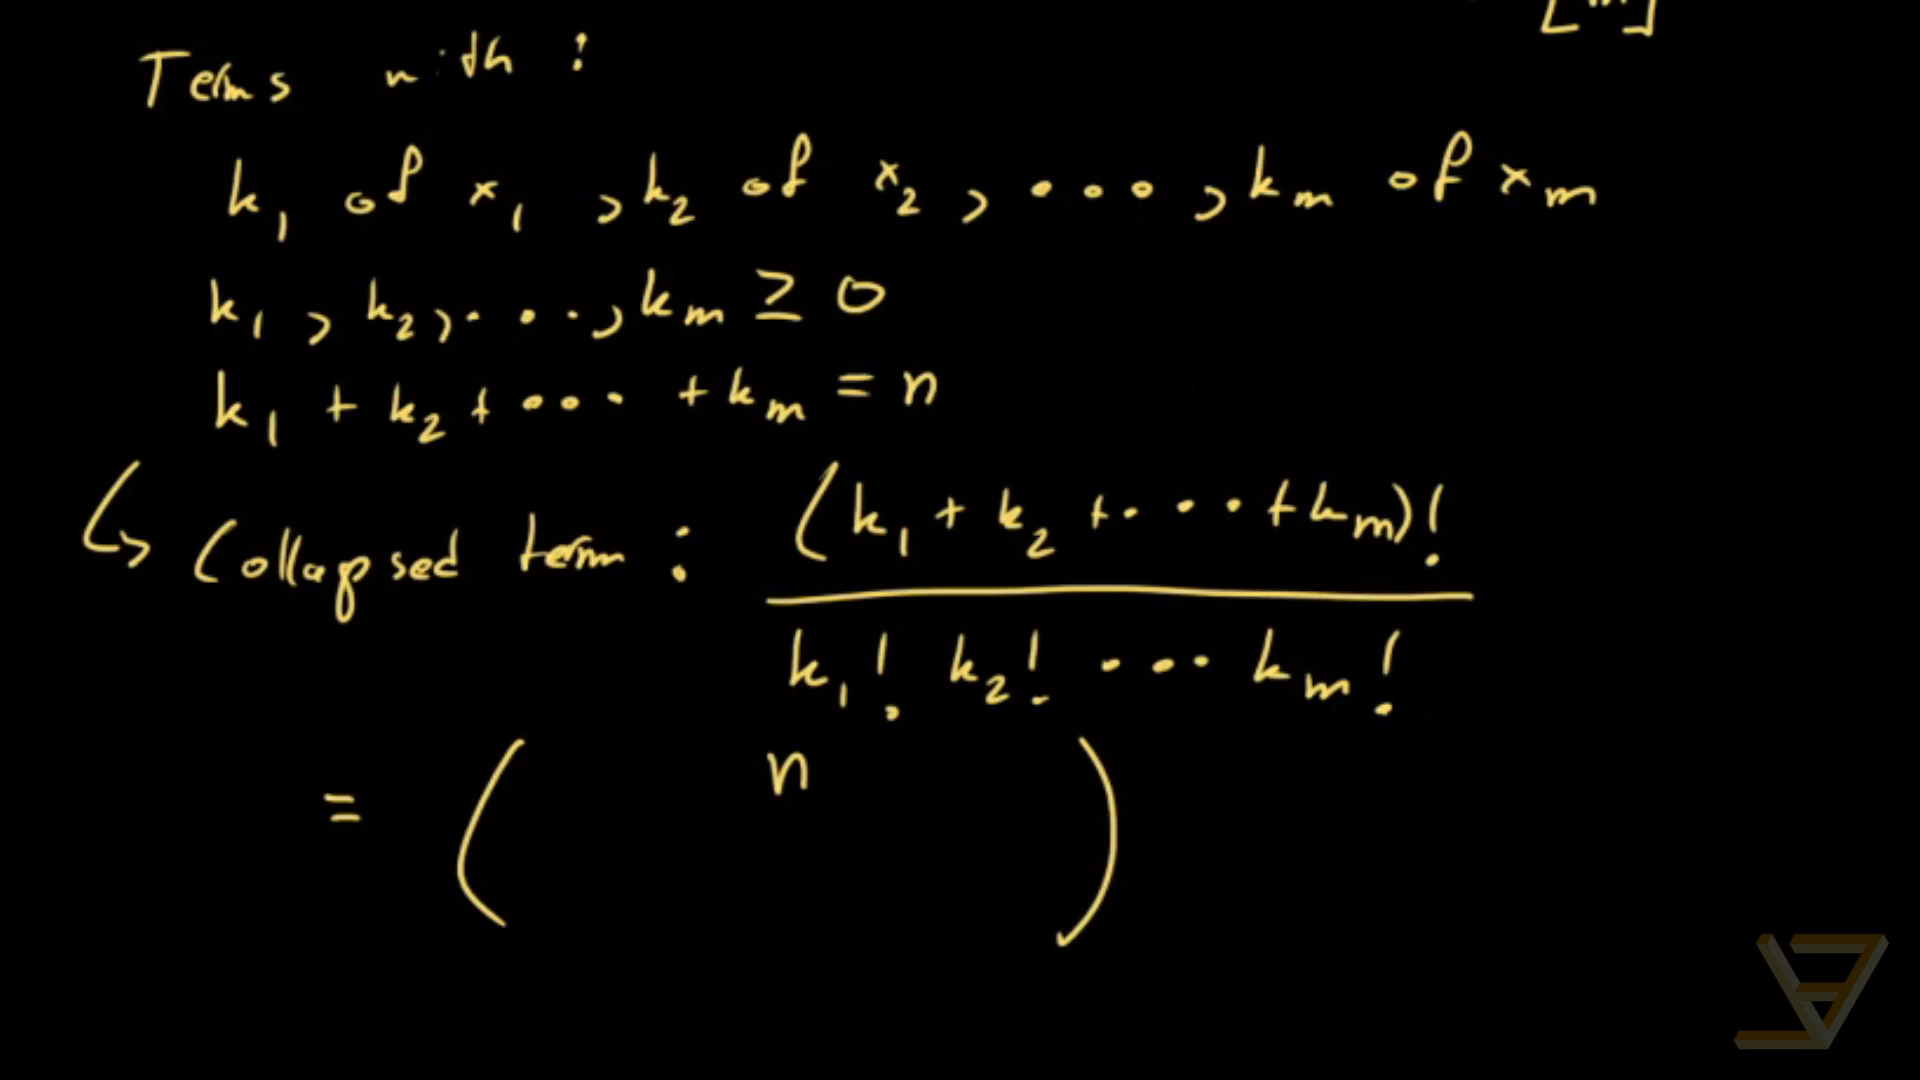 [m]
Terms with :
k₁ of x₁ , k₂ of x₂ , ... , kₘ of xₘ
k₁ , k₂ , ... , kₘ ≥ 0
k₁ + k₂ + ... + kₘ = n
↳ Collapsed term : (k₁ + k₂ + ... + kₘ)!
k₁! k₂! ... kₘ!
= ( n )